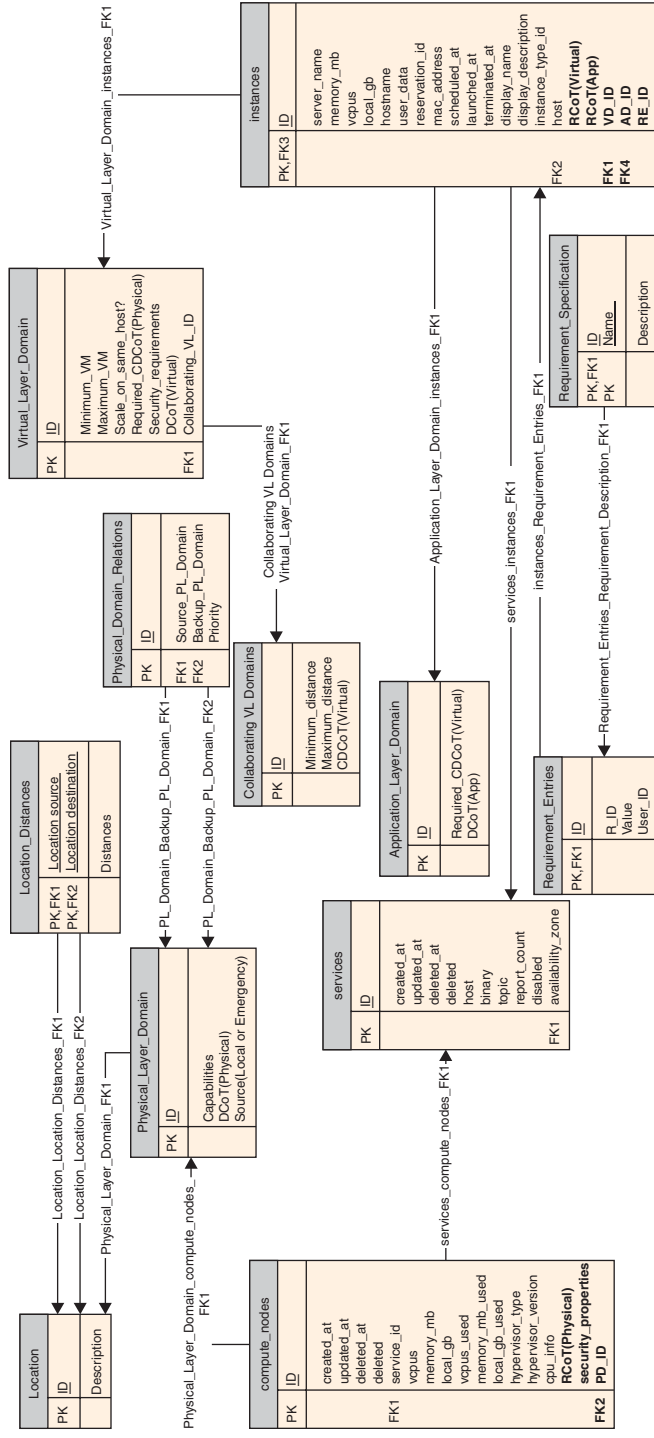 Location
PK ID
Description
Location_Distances
PK,FK1 Location source
PK,FK2 Location destination
Distances
Location_Location_Distances_FK1
Location_Location_Distances_FK2
Physical_Layer_Domain_FK1
Physical_Layer_Domain
PK ID
Capabilities
DCoT(Physical)
Source(Local or Emergency)
PL_Domain_Backup_PL_Domain_FK1
PL_Domain_Backup_PL_Domain_FK2
Physical_Domain_Relations
PK ID
FK1 Source_PL_Domain
FK2 Backup_PL_Domain
Priority
Virtual_Layer_Domain
PK ID
Minimum_VM
Maximum_VM
Scale_on_same_host?
Required_CDCoT(Physical)
Security_requirements
DCoT(Virtual)
FK1 Collaborating_VL_ID
Virtual_Layer_Domain_instances_FK1
Collaborating VL Domains
Virtual_Layer_Domain_FK1
Collaborating VL Domains
PK ID
Minimum_distance
Maximum_distance
CDCoT(Virtual)
Physical_Layer_Domain_compute_nodes_
FK1
compute_nodes
PK ID
created_at
updated_at
deleted_at
deleted
FK1 service_id
vcpus
memory_mb
local_gb
vcpus_used
memory_mb_used
local_gb_used
hypervisor_type
hypervisor_version
cpu_info
RCoT(Physical)
security_properties
FK2 PD_ID
services_compute_nodes_FK1
services
PK ID
created_at
updated_at
deleted_at
deleted
host
binary
topic
report_count
disabled
FK1 availability_zone
Application_Layer_Domain
PK ID
Required_CDCoT(Virtual)
DCoT(App)
Application_Layer_Domain_instances_FK1
services_instances_FK1
instances_Requirement_Entries_FK1
Requirement_Entries
PK,FK1 ID
R_ID
Value
User_ID
Requirement_Entries_Requirement_Description_FK1
Requirement_Specification
PK,FK1 ID
PK Name
Description
instances
PK,FK3 ID
server_name
memory_mb
vcpus
local_gb
hostname
user_data
reservation_id
mac_address
scheduled_at
launched_at
terminated_at
display_name
display_description
instance_type_id
FK2 host
RCoT(Virtual)
RCoT(App)
FK1 VD_ID
FK4 AD_ID
RE_ID